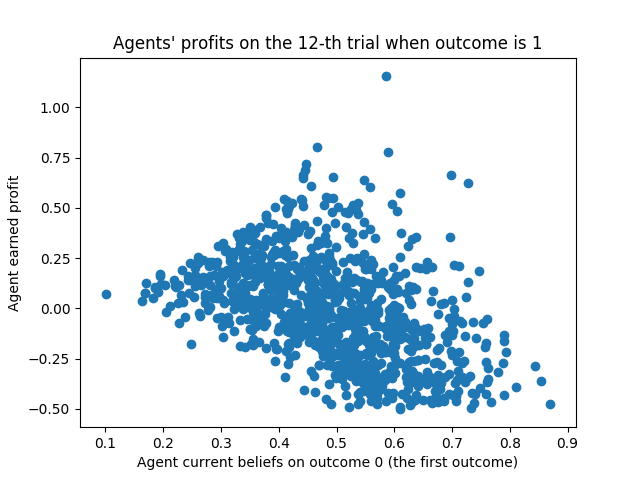 Agents' profits on the 12-th trial when outcome is 1
1.00
0.75
0.50
0.25
0.00
−0.25
−0.50
Agent earned profit
0.1 0.2 0.3 0.4 0.5 0.6 0.7 0.8 0.9
Agent current beliefs on outcome 0 (the first outcome)